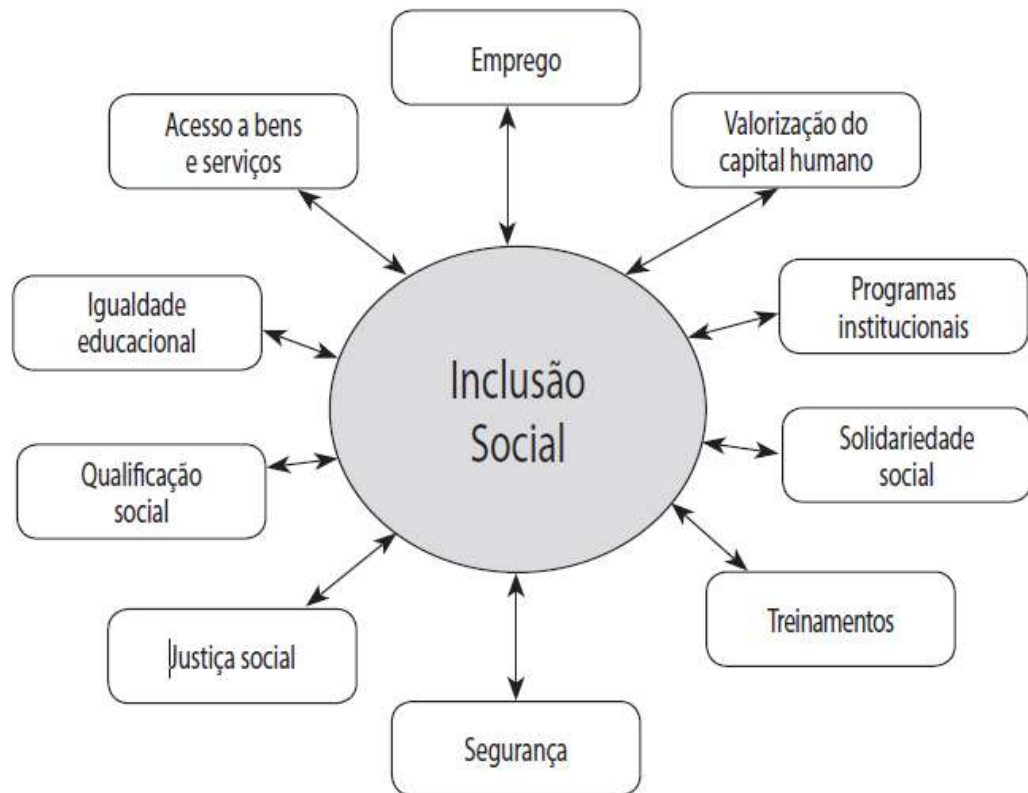 Emprego
Acesso a bens
e serviços
Valorização do
capital humano
Igualdade
educacional
Programas
institucionais
Inclusão
Social
Qualificação
social
Solidariedade
social
Justiça social
Treinamentos
Segurança